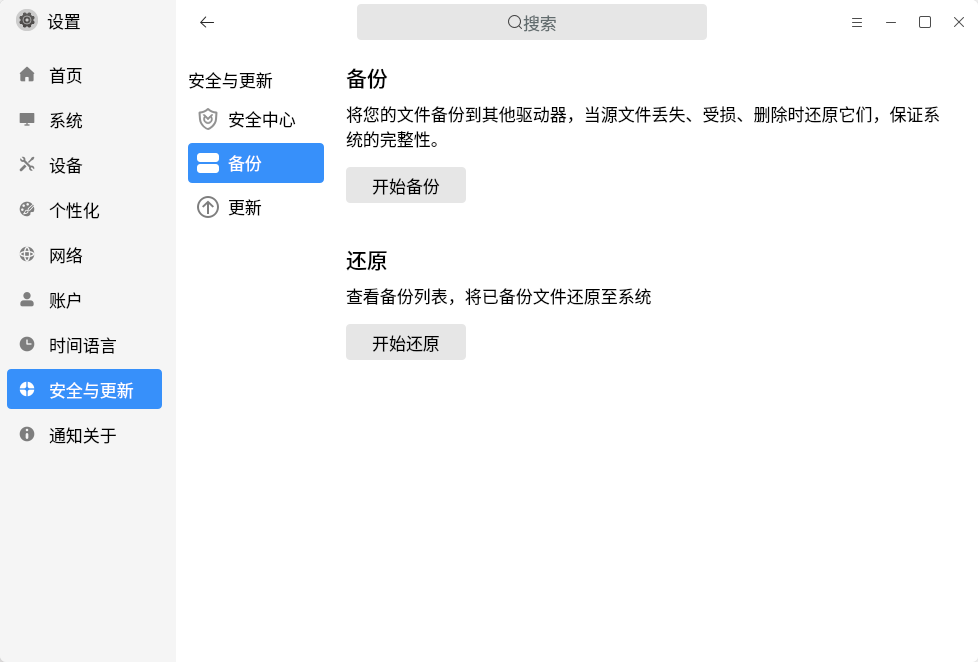 设置
搜索
首页
系统
设备
个性化
网络
账户
时间语言
安全与更新
通知关于
安全与更新
安全中心
备份
更新
备份
将您的文件备份到其他驱动器，当源文件丢失、受损、删除时还原它们，保证系
统的完整性。
开始备份
还原
查看备份列表，将已备份文件还原至系统
开始还原